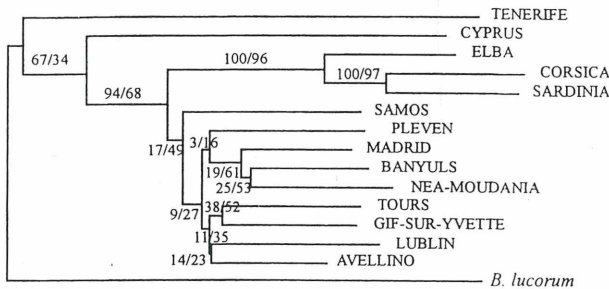 TENERIFE
CYPRUS
67/34
100/96
ELBA
100/97
CORSICA
94/68
SARDINIA
SAMOS
17/49
3/16
PLEVEN
MADRID
19/61
BANYULS
25/53
NEA-MOUDANIA
9/27
38/52
TOURS
GIF-SUR-YVETTE
11/35
LUBLIN
14/23
AVELLINO
B. lucorum